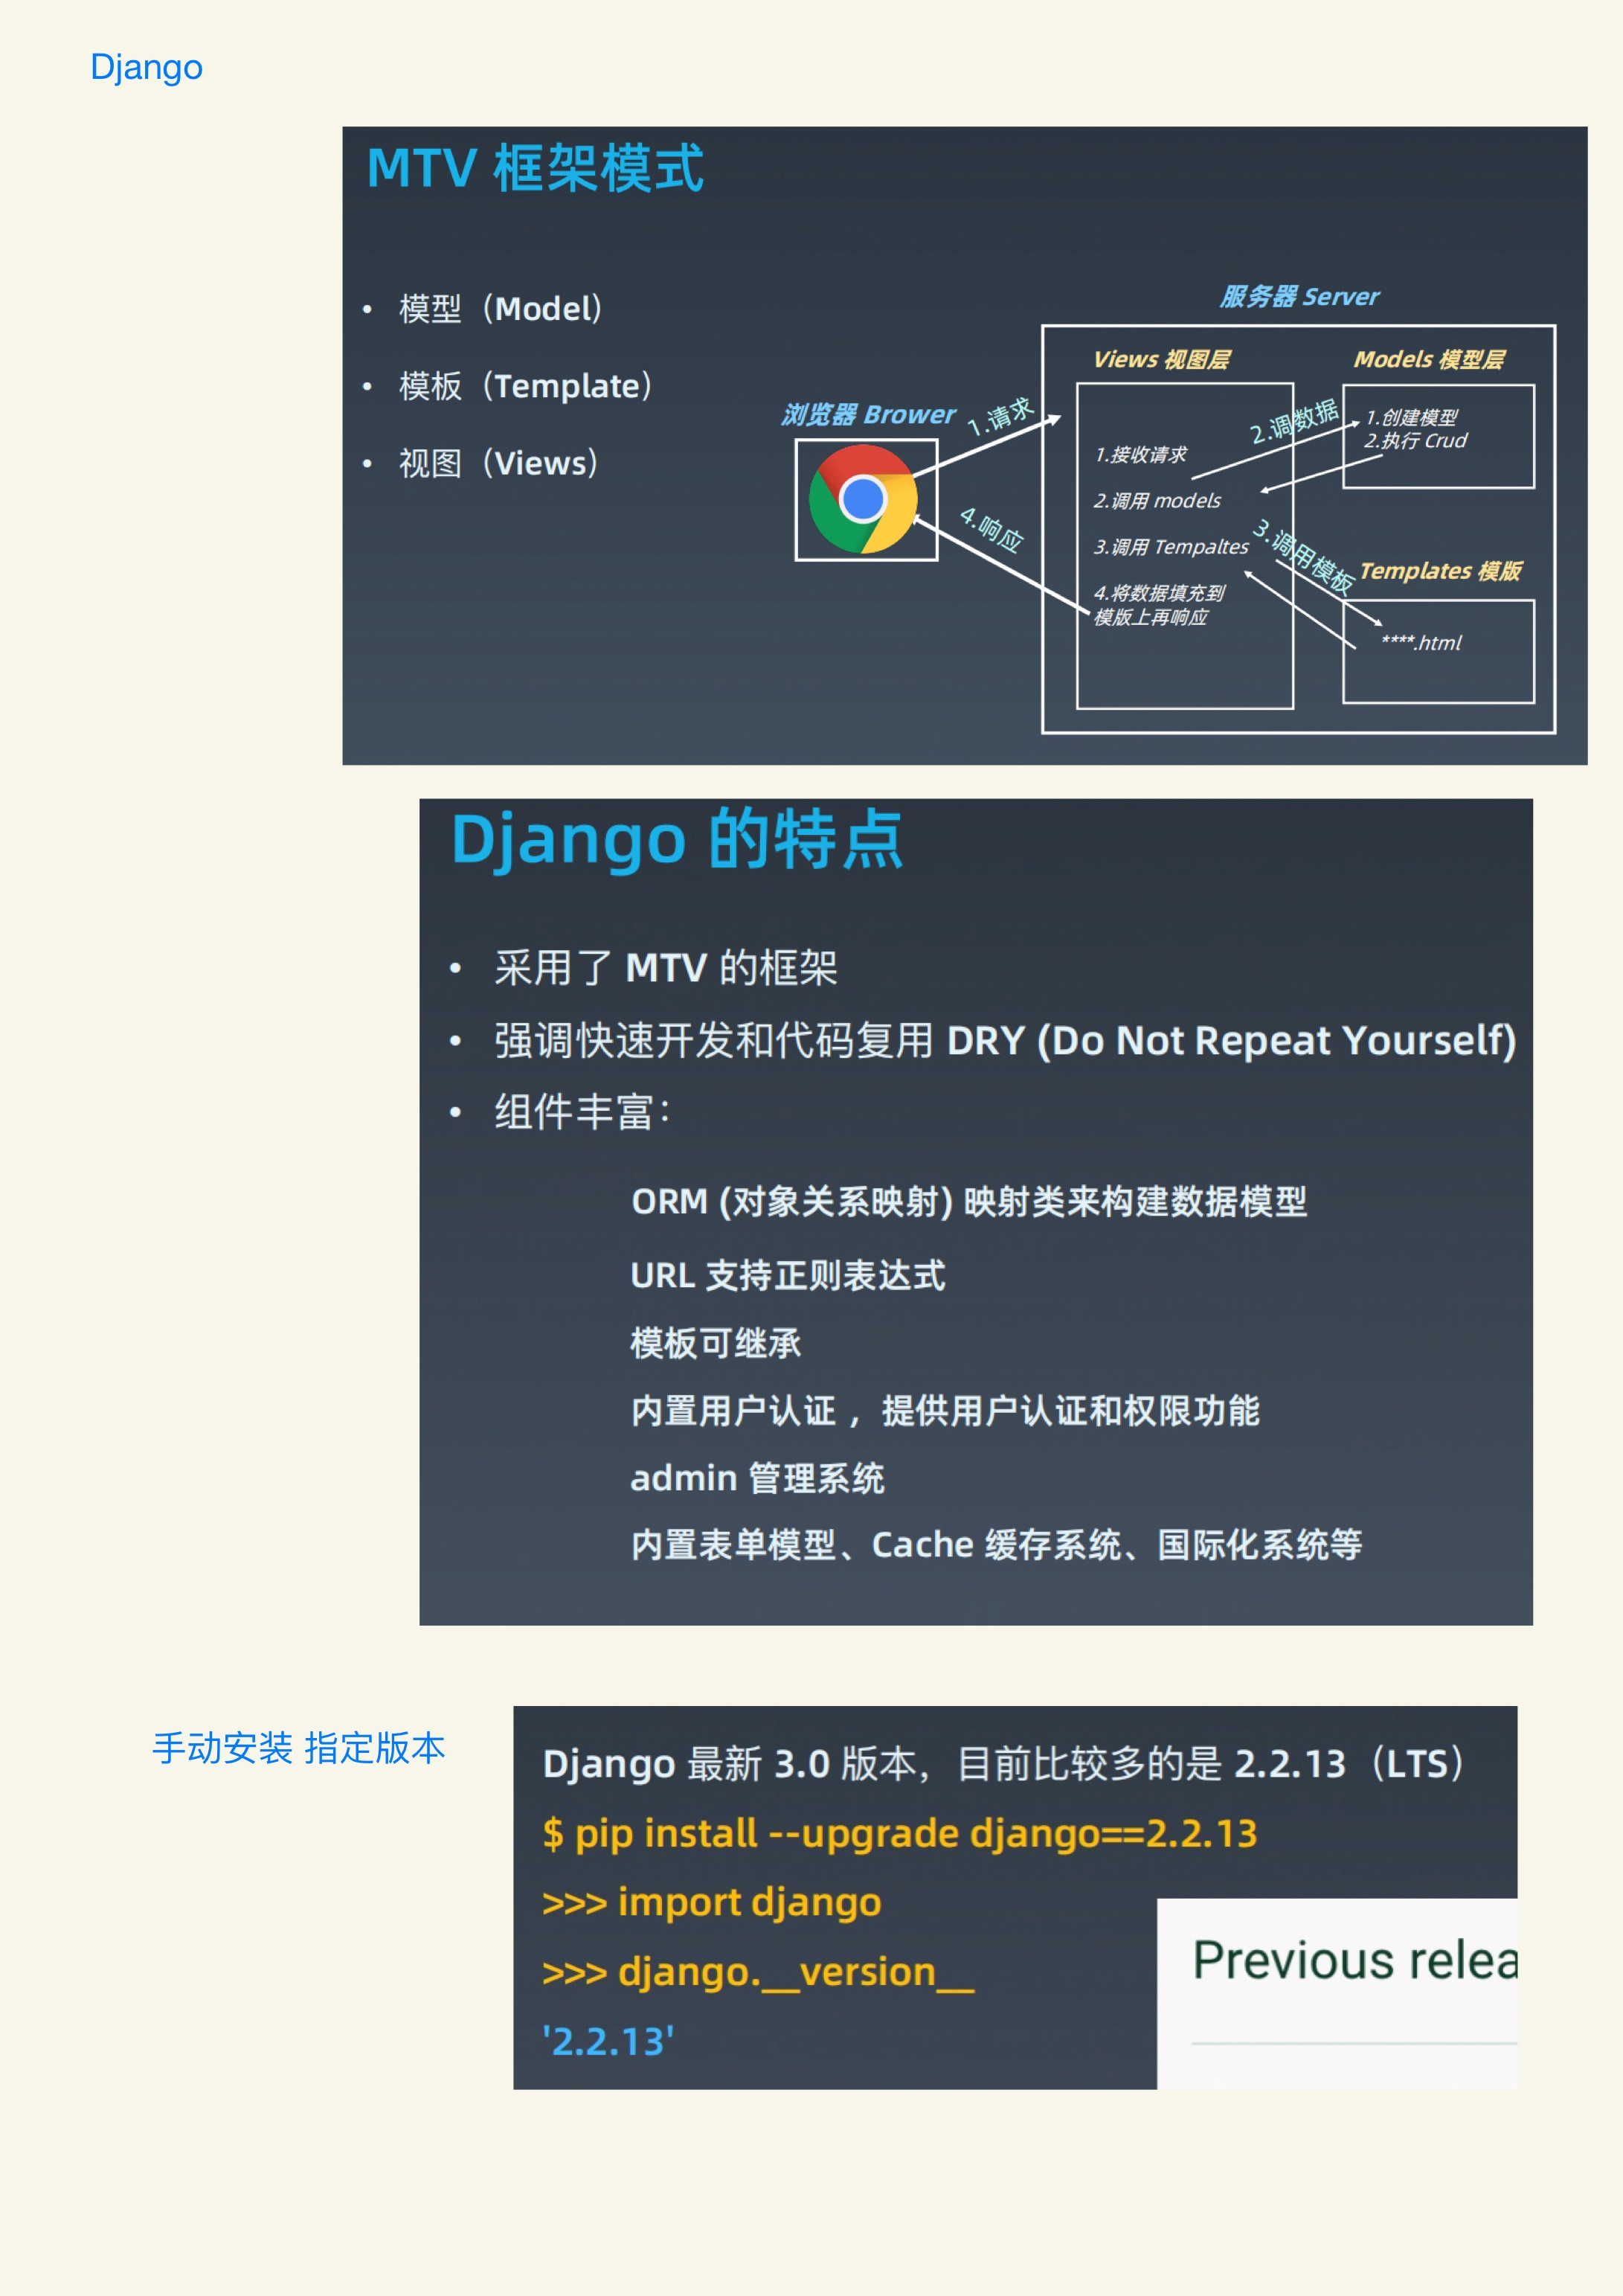 Django
MTV 框架模式
• 模型（Model）
• 模板（Template）
• 视图（Views）
服务器 Server
Views 视图层
Models 模型层
浏览器 Brower
1.请求
2.调数据
1.创建模型
2.执行 Crud
1.接收请求
2.调用 models
4.响应
3.调用 Tempaltes
3.调用模板
Templates 模版
4.将数据填充到
模版上再响应
****.html
Django 的特点
• 采用了 MTV 的框架
• 强调快速开发和代码复用 DRY (Do Not Repeat Yourself)
• 组件丰富：
ORM (对象关系映射) 映射类来构建数据模型
URL 支持正则表达式
模板可继承
内置用户认证，提供用户认证和权限功能
admin 管理系统
内置表单模型、Cache 缓存系统、国际化系统等
手动安装 指定版本
Django 最新 3.0 版本，目前比较多的是 2.2.13（LTS）
$ pip install --upgrade django==2.2.13
>>> import django
>>> django.__version__
'2.2.13'
Previous relea